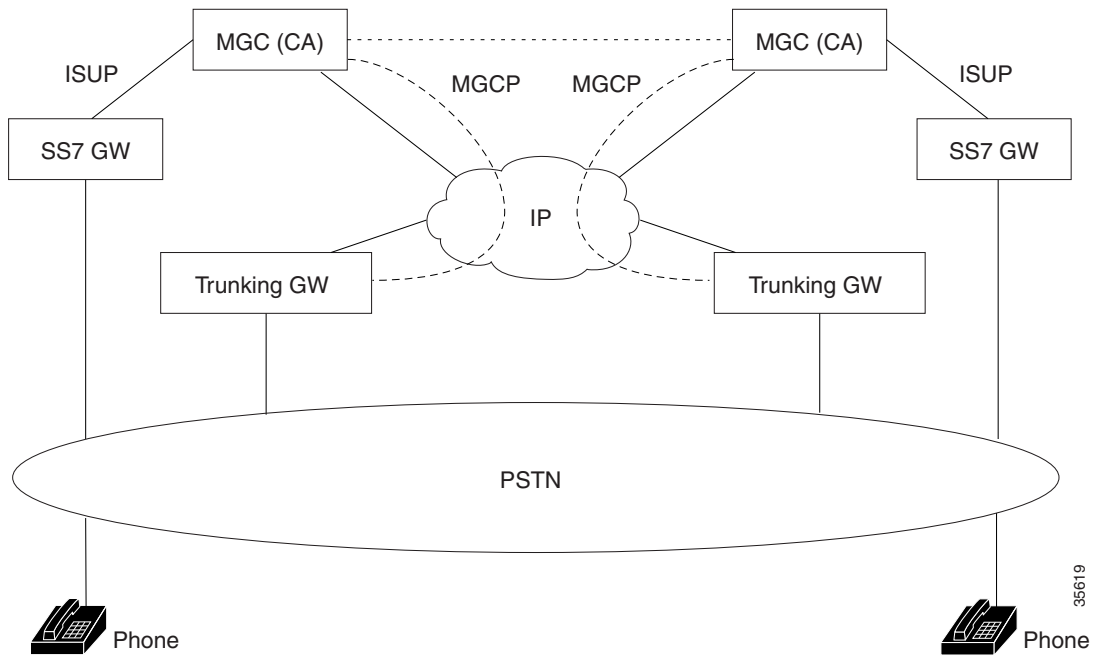 MGC (CA)
MGC (CA)
ISUP
MGCP
MGCP
ISUP
SS7 GW
SS7 GW
IP
Trunking GW
Trunking GW
PSTN
35619
Phone
Phone